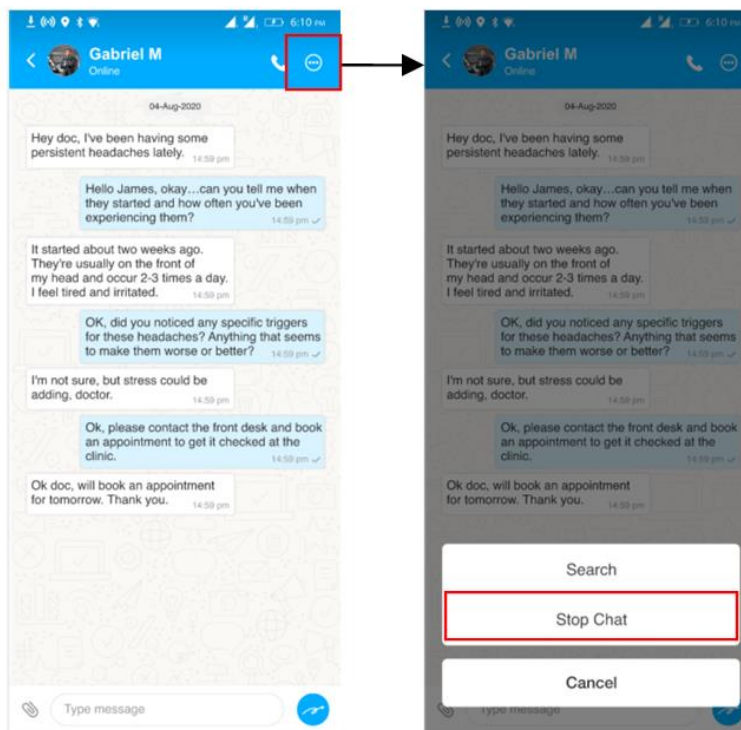 6:10 PM
Gabriel M
Online
04-Aug-2020
Hey doc, I've been having some
persistent headaches lately.
14:59 pm
Hello James, okay...can you tell me when
they started and how often you've been
experiencing them?
14:59 pm
It started about two weeks ago.
They're usually on the front of
my head and occur 2-3 times a day.
I feel tired and irritated.
14:59 pm
OK, did you noticed any specific triggers
for these headaches? Anything that seems
to make them worse or better?
14:59 pm
I'm not sure, but stress could be
adding, doctor.
14:59 pm
Ok, please contact the front desk and book
an appointment to get it checked at the
clinic.
14:59 pm
Ok doc, will book an appointment
for tomorrow. Thank you.
14:59 pm
Type message
6:10 PM
Gabriel M
Online
04-Aug-2020
Hey doc, I've been having some
persistent headaches lately.
14:59 pm
Hello James, okay...can you tell me when
they started and how often you've been
experiencing them?
14:59 pm
It started about two weeks ago.
They're usually on the front of
my head and occur 2-3 times a day.
I feel tired and irritated.
14:59 pm
OK, did you noticed any specific triggers
for these headaches? Anything that seems
to make them worse or better?
14:59 pm
I'm not sure, but stress could be
adding, doctor.
14:59 pm
Ok, please contact the front desk and book
an appointment to get it checked at the
clinic.
14:59 pm
Ok doc, will book an appointment
for tomorrow. Thank you.
14:59 pm
Search
Stop Chat
Cancel
Type message